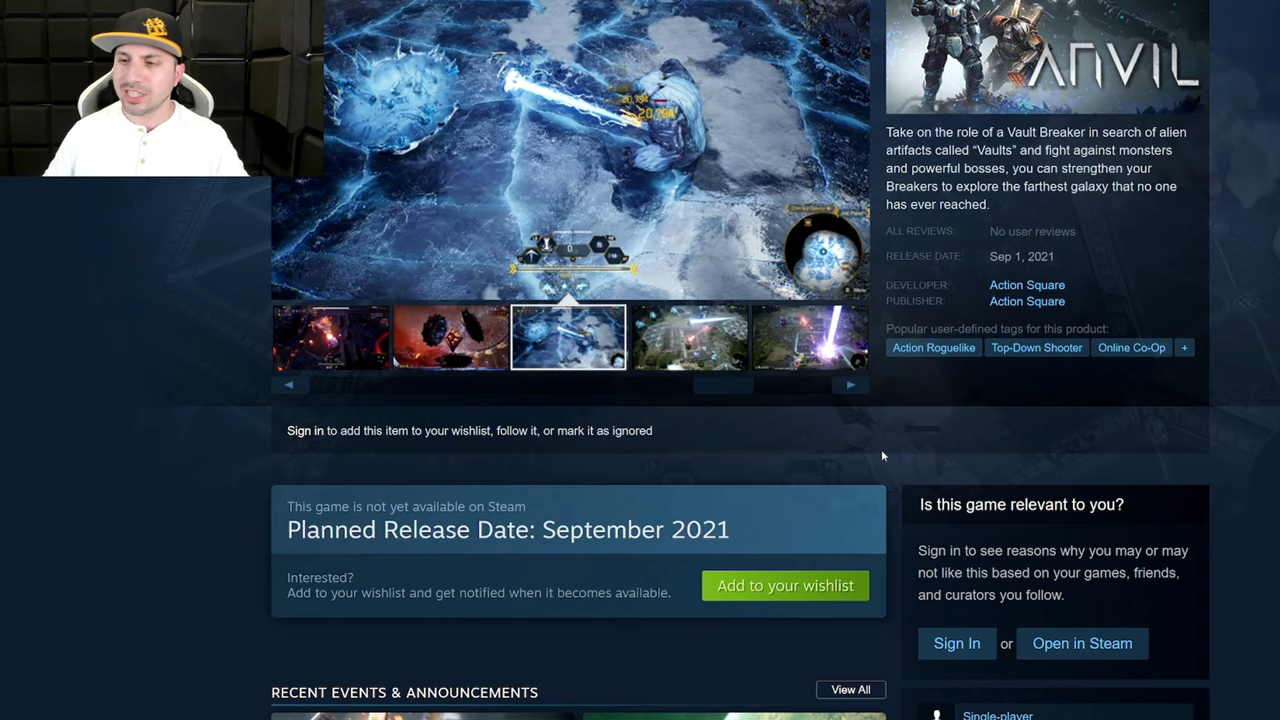 ANVIL
Take on the role of a Vault Breaker in search of alien
artifacts called “Vaults” and fight against monsters
and powerful bosses, you can strengthen your
Breakers to explore the farthest galaxy that no one
has ever reached.
ALL REVIEWS: No user reviews
RELEASE DATE: Sep 1, 2021
DEVELOPER: Action Square
PUBLISHER: Action Square
Popular user-defined tags for this product:
Action Roguelike Top-Down Shooter Online Co-Op +
Sign in to add this item to your wishlist, follow it, or mark it as ignored
This game is not yet available on Steam
Planned Release Date: September 2021
Interested?
Add to your wishlist and get notified when it becomes available.
Add to your wishlist
Is this game relevant to you?
Sign in to see reasons why you may or may
not like this based on your games, friends,
and curators you follow.
Sign In or Open in Steam
RECENT EVENTS & ANNOUNCEMENTS
View All
Single-player